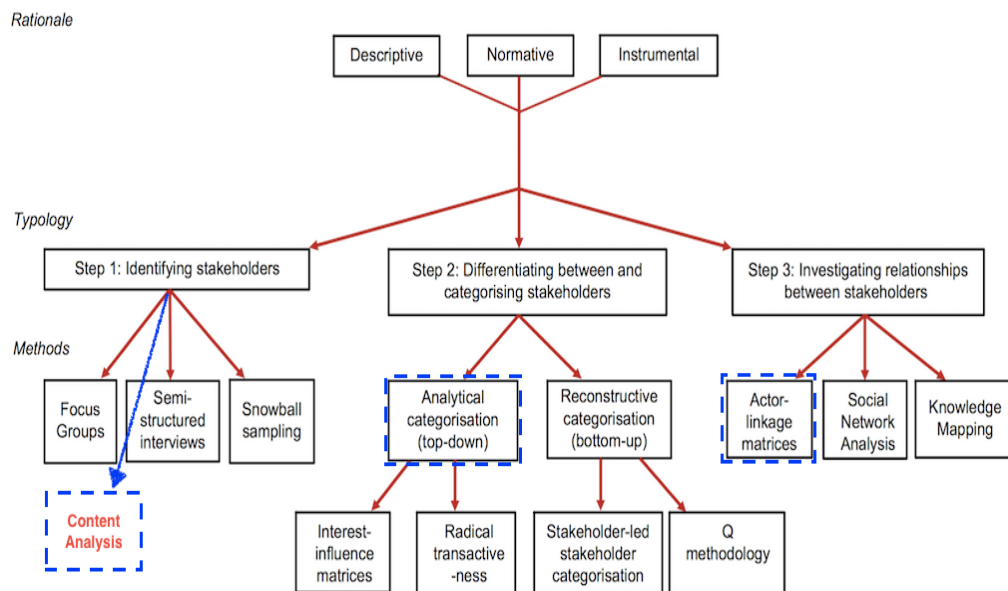 Rationale
Descriptive
Normative
Instrumental
Typology
Step 1: Identifying stakeholders
Step 2: Differentiating between and
categorising stakeholders
Step 3: Investigating relationships
between stakeholders
Methods
Focus
Groups
Semi-
structured
interviews
Snowball
sampling
Analytical
categorisation
(top-down)
Reconstructive
categorisation
(bottom-up)
Actor-
linkage
matrices
Social
Network
Analysis
Knowledge
Mapping
Content
Analysis
Interest-
influence
matrices
Radical
transactive
-ness
Stakeholder-led
stakeholder
categorisation
Q
methodology